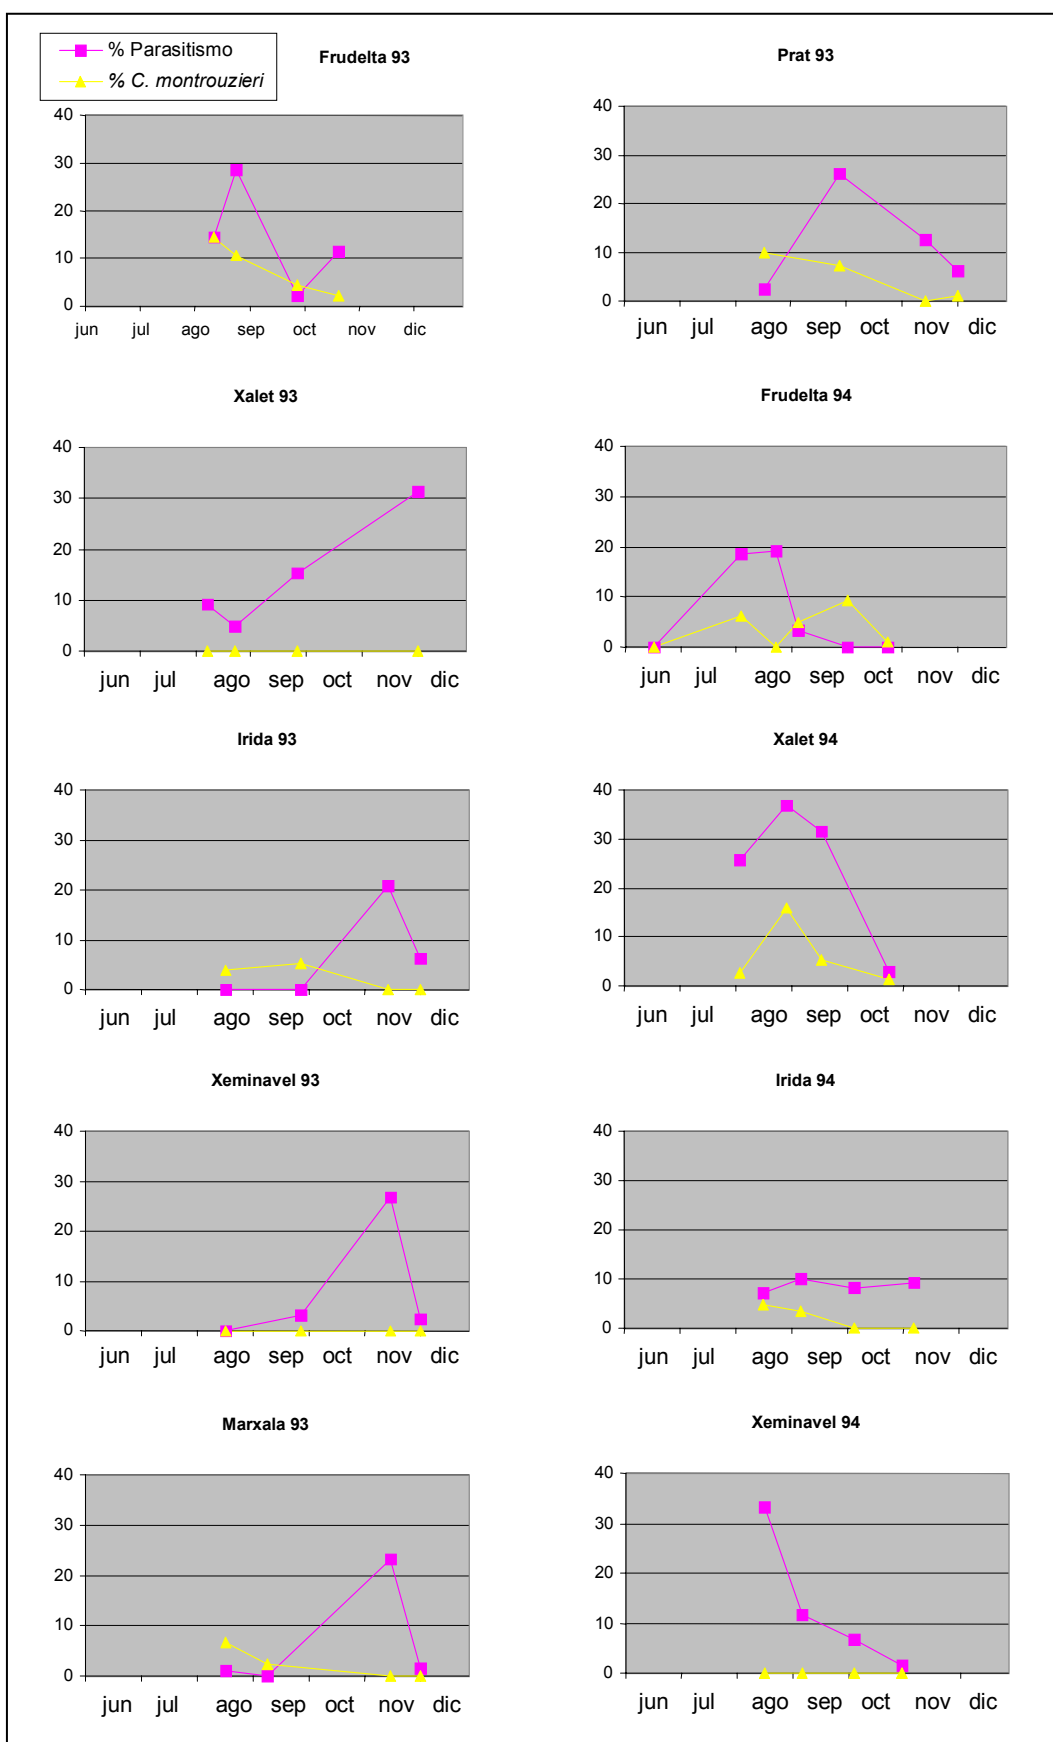 % Parasitismo
% C. montrouzieri
Frudelta 93
40
30
20
10
0
jun jul ago sep oct nov dic
Prat 93
40
30
20
10
0
jun jul ago sep oct nov dic
Xalet 93
40
30
20
10
0
jun jul ago sep oct nov dic
Frudelta 94
40
30
20
10
0
jun jul ago sep oct dic
Irida 93
40
30
20
10
0
jun jul ago sep oct nov dic
Xalet 94
40
30
20
10
0
jun jul ago sep oct nov dic
Xeminavel 93
40
30
20
10
0
jun jul ago sep oct nov dic
Irida 94
40
30
20
10
0
jun jul ago sep oct nov dic
Marxala 93
40
30
20
10
0
jun jul ago sep oct nov dic
Xeminavel 94
40
30
20
10
0
jun jul ago sep oct nov dic